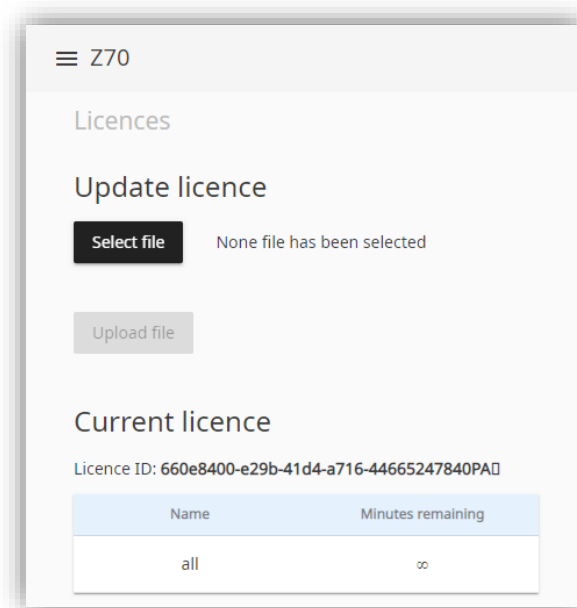 Z70
Licences
Update licence
Select file None file has been selected
Upload file
Current licence
Licence ID: 660e8400-e29b-41d4-a716-44665247840PA▯
Name Minutes remaining
all ∞